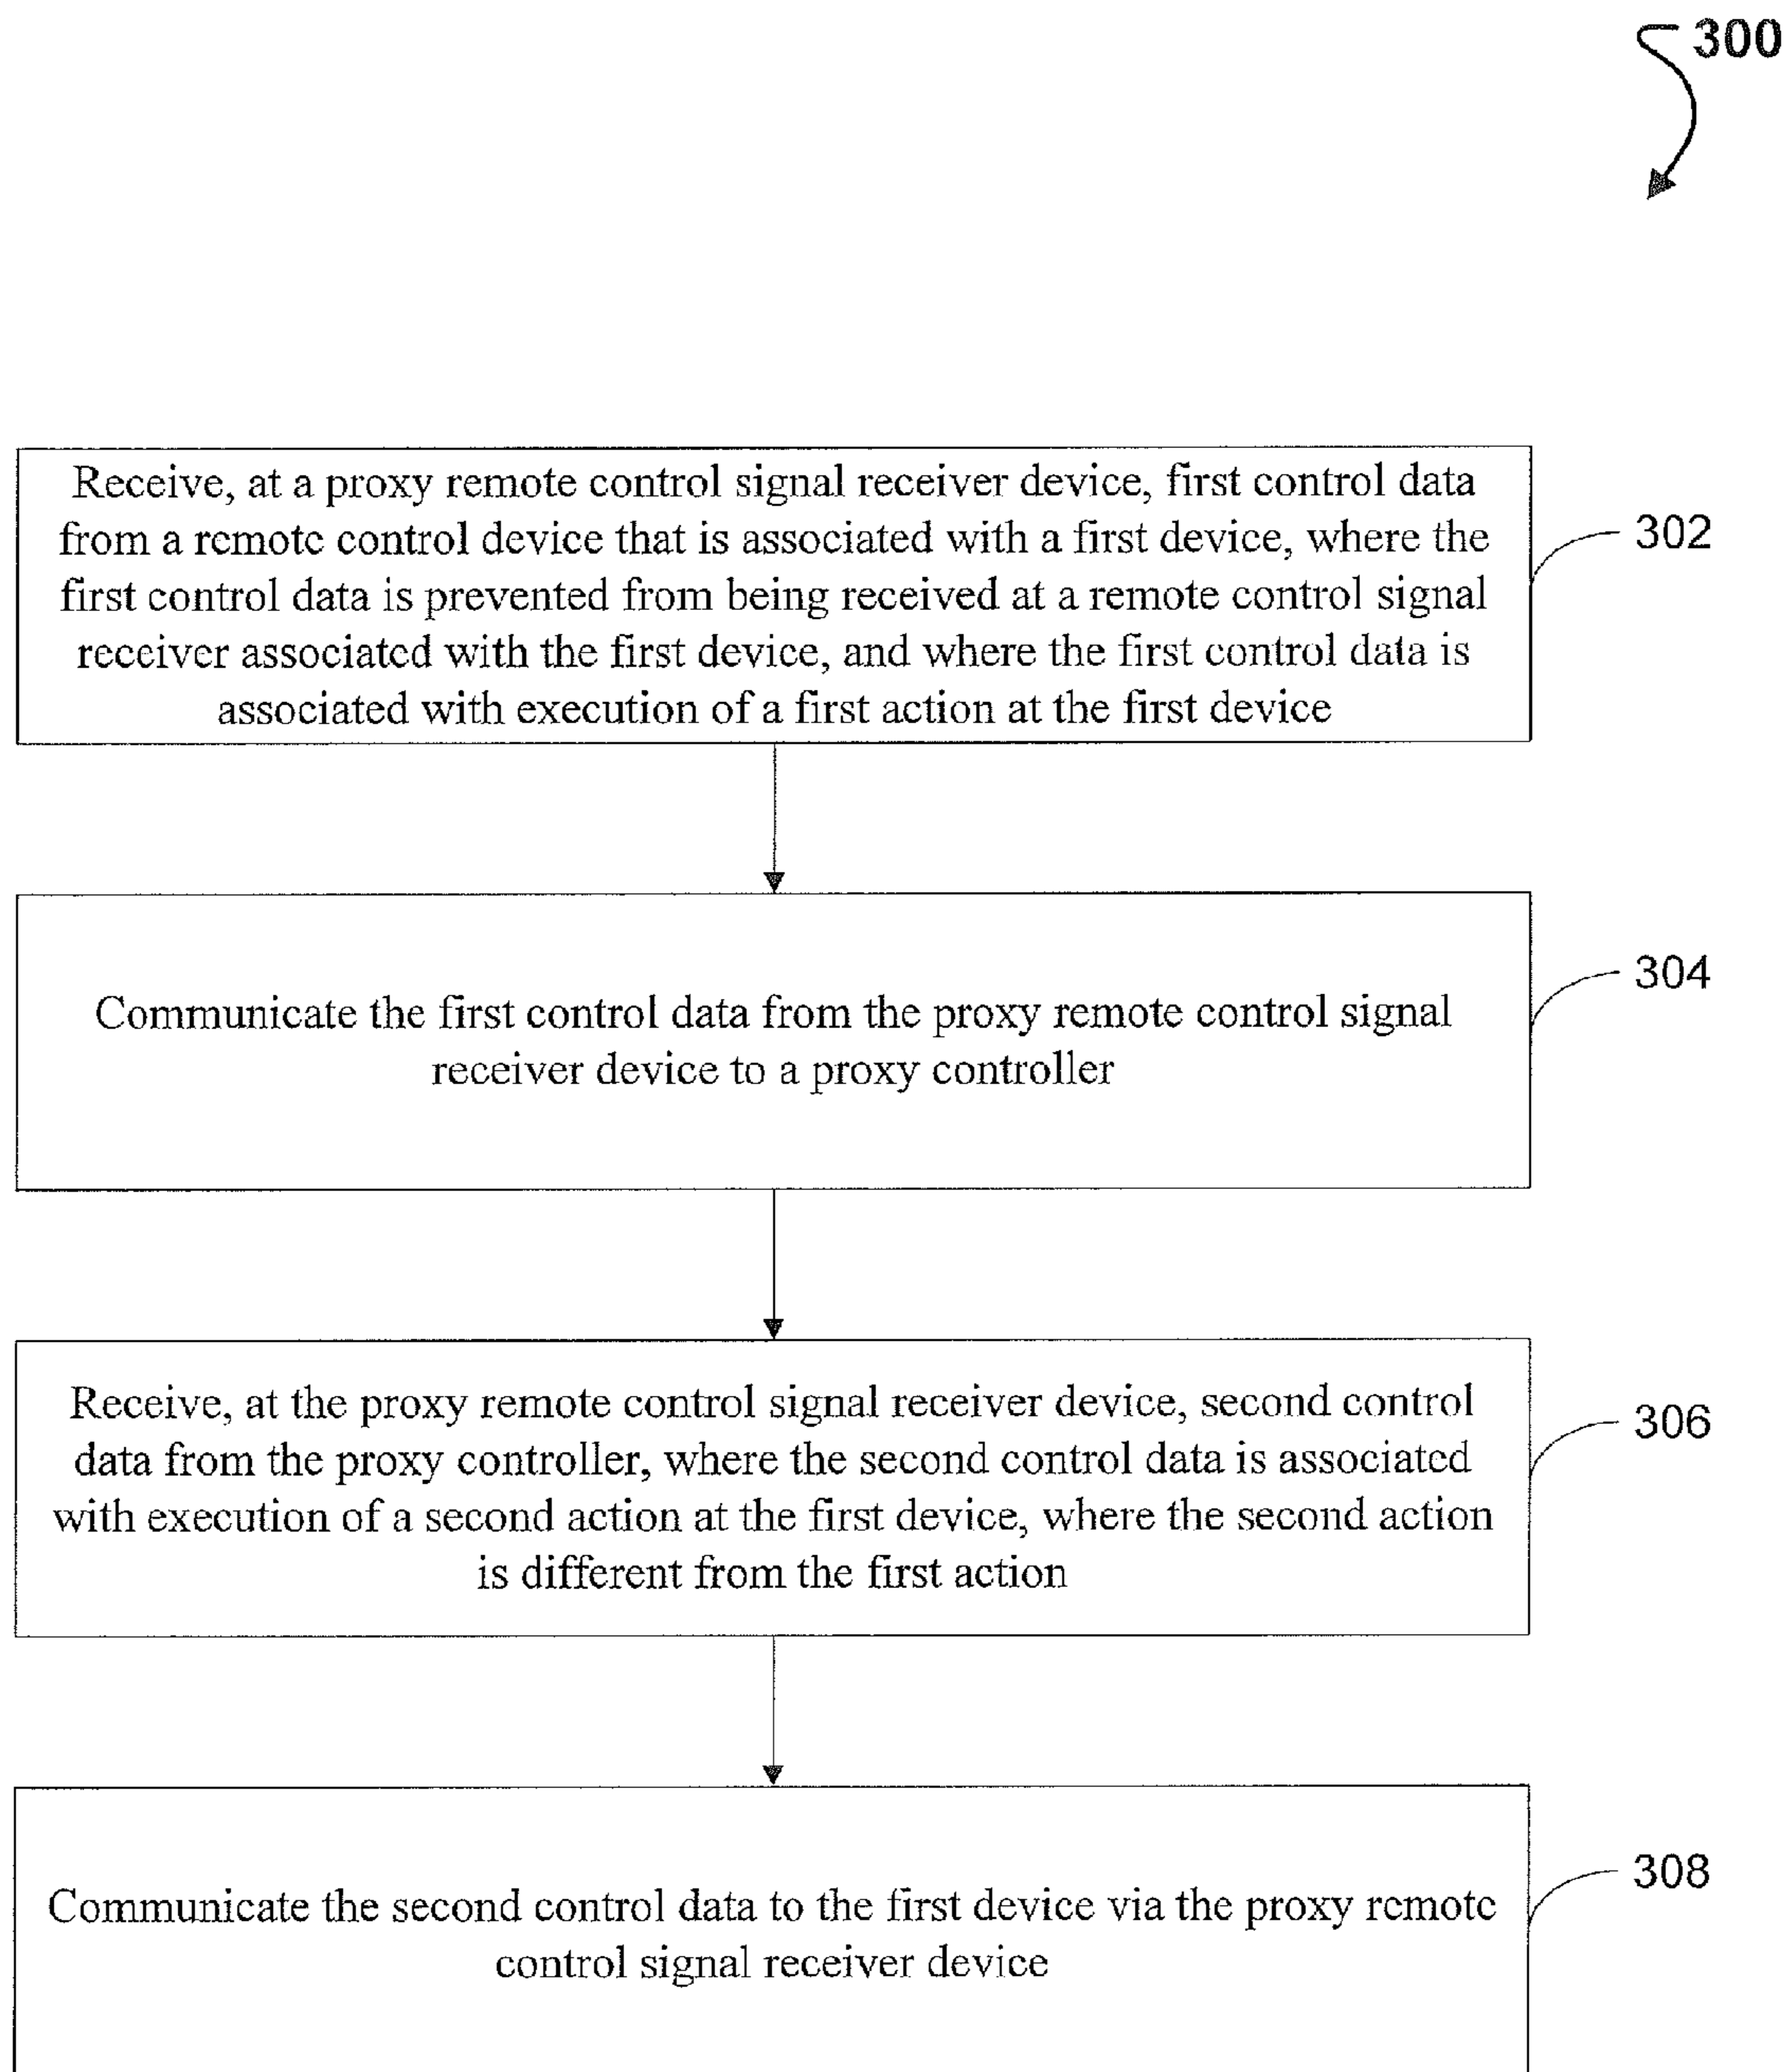 300
Receive, at a proxy remote control signal receiver device, first control data
from a remote control device that is associated with a first device, where the
first control data is prevented from being received at a remote control signal
receiver associated with the first device, and where the first control data is
associated with execution of a first action at the first device
302
Communicate the first control data from the proxy remote control signal
receiver device to a proxy controller
304
Receive, at the proxy remote control signal receiver device, second control
data from the proxy controller, where the second control data is associated
with execution of a second action at the first device, where the second action
is different from the first action
306
Communicate the second control data to the first device via the proxy remote
control signal receiver device
308